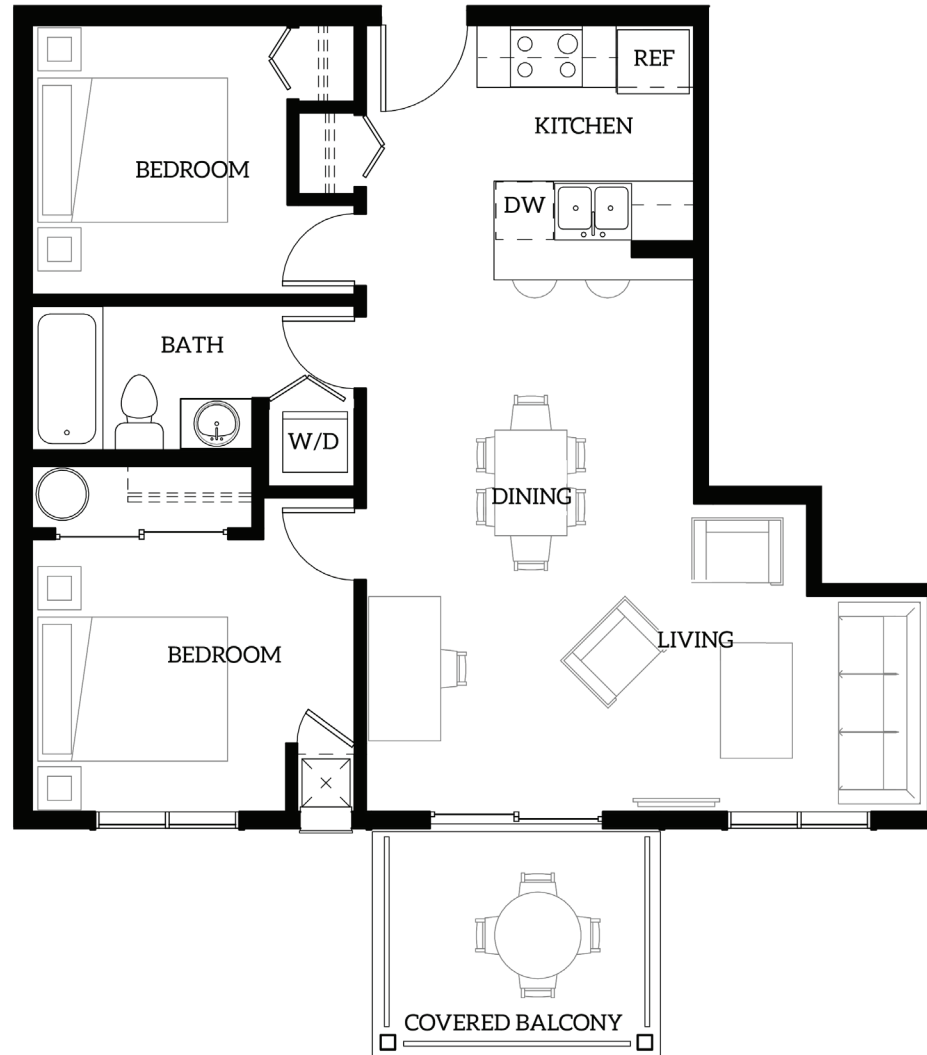 REF
KITCHEN
BEDROOM
DW
BATH
W/D
DINING
LIVING
BEDROOM
COVERED BALCONY